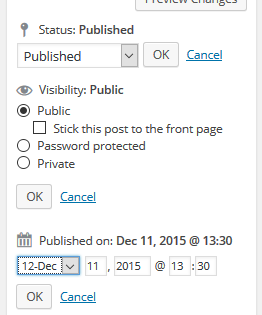 Preview Changes
Status: Published
Published OK Cancel
Visibility: Public
Public
Stick this post to the front page
Password protected
Private
OK Cancel
Published on: Dec 11, 2015 @ 13:30
12-Dec 11 , 2015 @ 13 : 30
OK Cancel